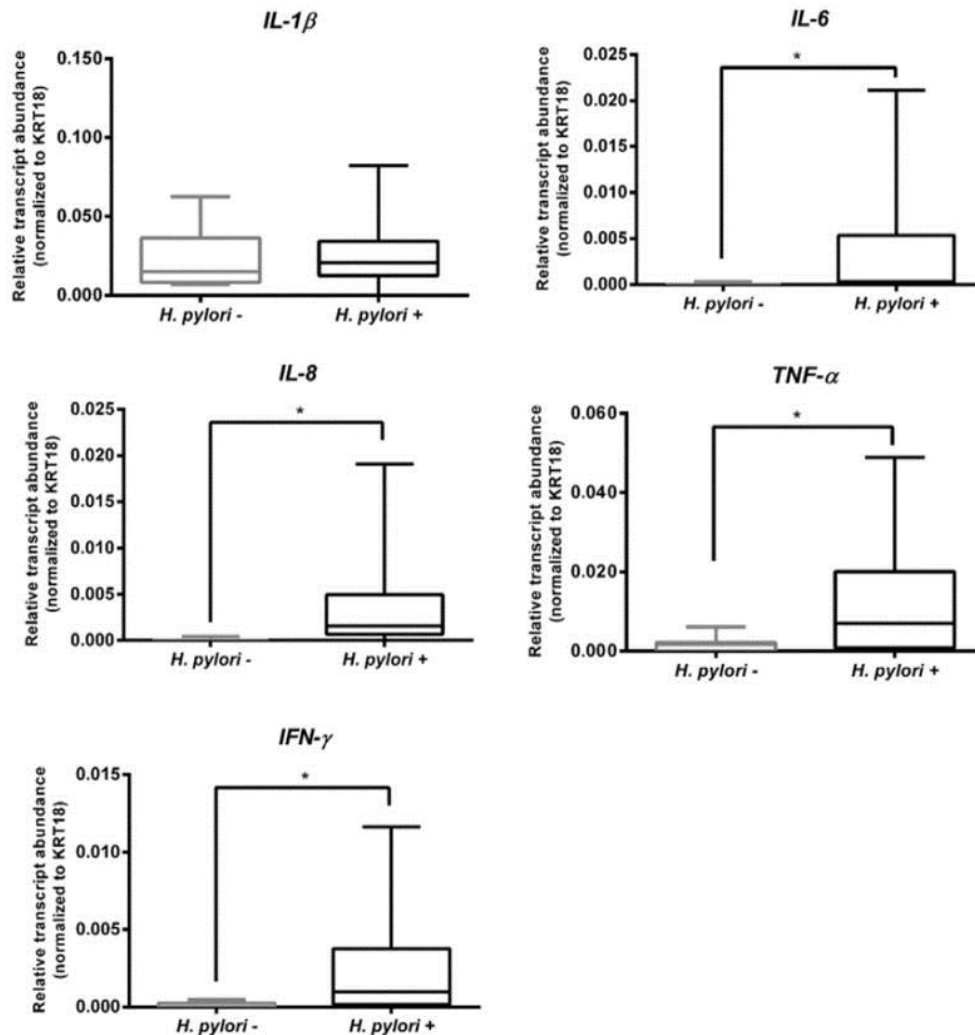 IL-1β
Relative transcript abundance
(normalized to KRT18)
0.150
0.100
0.050
0.000
H. pylori -
H. pylori +
IL-6
*
Relative transcript abundance
(normalized to KRT18)
0.025
0.020
0.015
0.010
0.005
0.000
H. pylori -
H. pylori +
IL-8
*
Relative transcript abundance
(normalized to KRT18)
0.025
0.020
0.015
0.010
0.005
0.000
H. pylori -
H. pylori +
TNF-α
*
Relative transcript abundance
(normalized to KRT18)
0.060
0.040
0.020
0.000
H. pylori -
H. pylori +
IFN-γ
*
Relative transcript abundance
(normalized to KRT18)
0.015
0.010
0.005
0.000
H. pylori -
H. pylori +